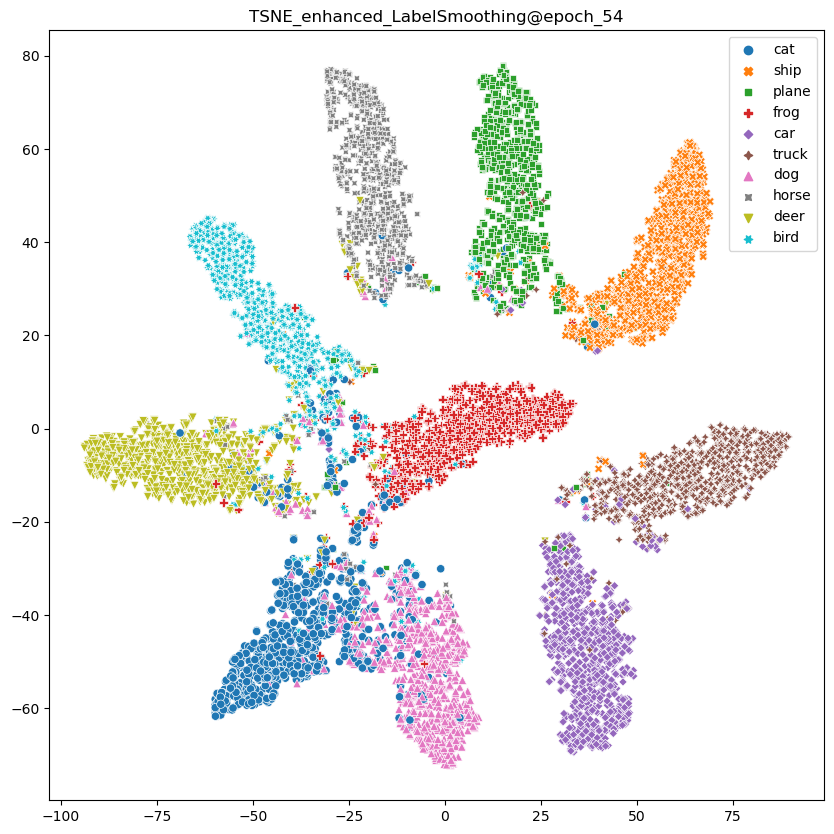 TSNE_enhanced_LabelSmoothing@epoch_54
cat
ship
plane
frog
car
truck
dog
horse
deer
bird
80
60
40
20
0
−20
−40
−60
−100
−75
−50
−25
0
25
50
75